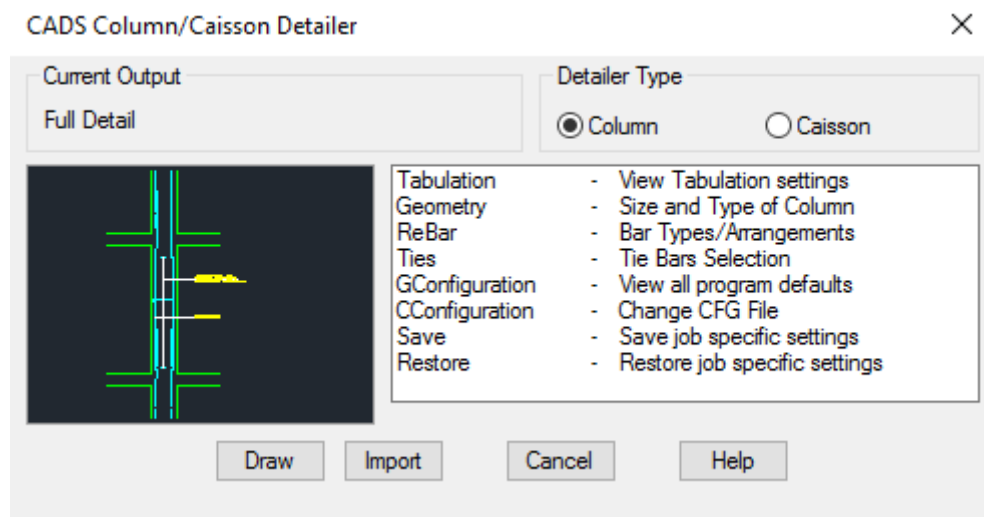 CADS Column/Caisson Detailer
Current Output
Full Detail
Detailer Type
Column
Caisson
Tabulation - View Tabulation settings
Geometry - Size and Type of Column
ReBar - Bar Types/Arrangements
Ties - Tie Bars Selection
GConfiguration - View all program defaults
CConfiguration - Change CFG File
Save - Save job specific settings
Restore - Restore job specific settings
Draw Import Cancel Help